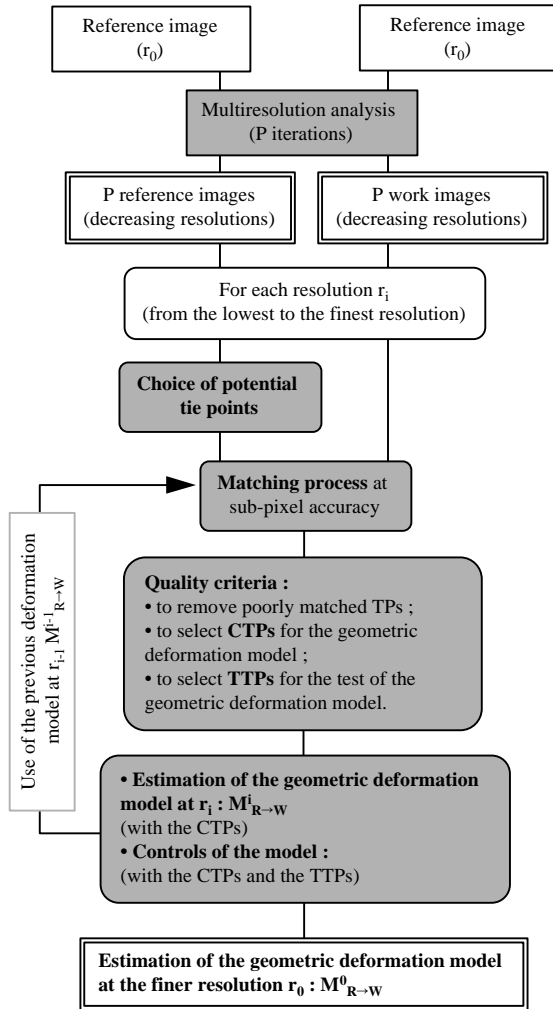 Reference image
(r₀)
Reference image
(r₀)
Multiresolution analysis
(P iterations)
P reference images
(decreasing resolutions)
P work images
(decreasing resolutions)
For each resolution rᵢ
(from the lowest to the finest resolution)
Choice of potential
tie points
Matching process at
sub-pixel accuracy
Use of the previous deformation
model at rᵢ₋₁ Mⁱ⁻¹R→W
Quality criteria :
• to remove poorly matched TPs ;
• to select CTPs for the geometric
deformation model ;
• to select TTPs for the test of the
geometric deformation model.
• Estimation of the geometric deformation
model at rᵢ : MⁱR→W
(with the CTPs)
• Controls of the model :
(with the CTPs and the TTPs)
Estimation of the geometric deformation model
at the finer resolution r₀ : M⁰R→W